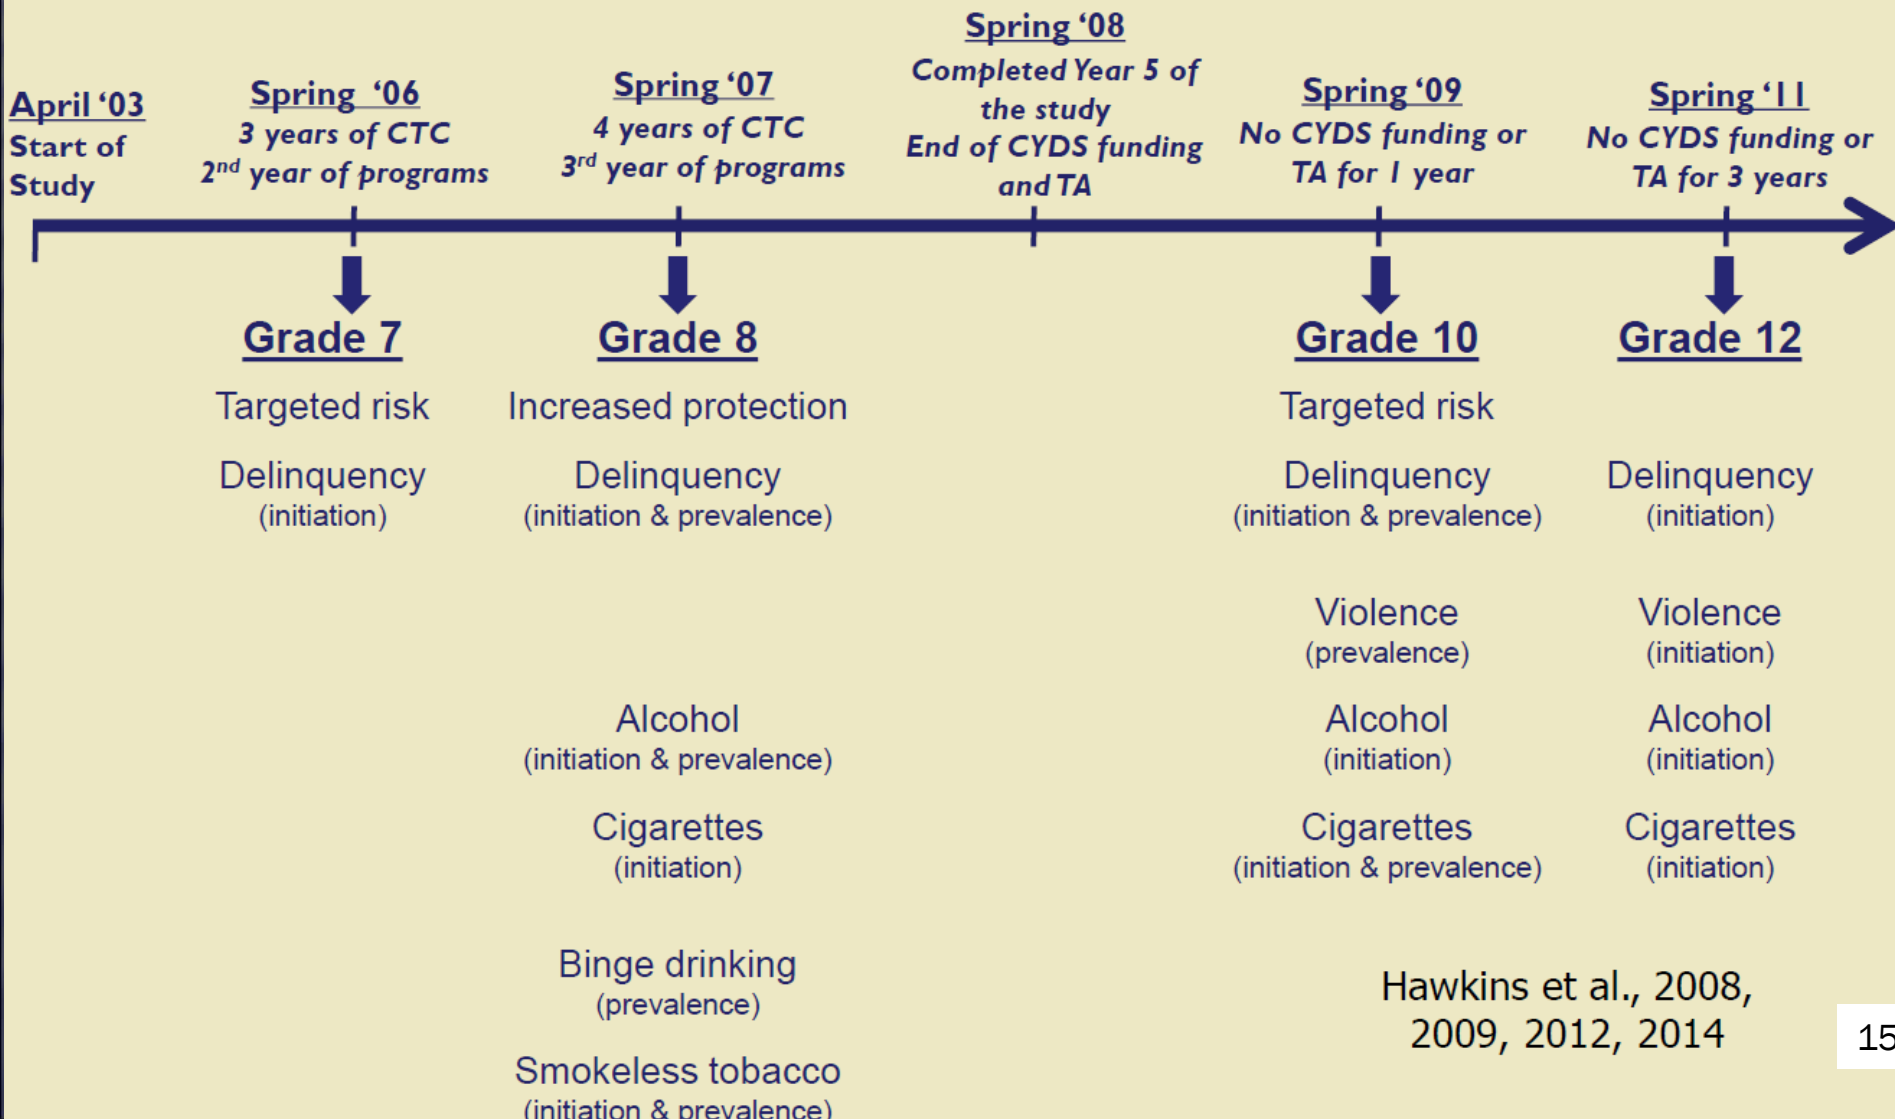 April ‘03
Start of
Study
Spring ‘06
3 years of CTC
2nd year of programs
Spring ‘07
4 years of CTC
3rd year of programs
Spring ‘08
Completed Year 5 of
the study
End of CYDS funding
and TA
Spring ‘09
No CYDS funding or
TA for 1 year
Spring ‘11
No CYDS funding or
TA for 3 years
Grade 7
Targeted risk
Delinquency
(initiation)
Grade 8
Increased protection
Delinquency
(initiation & prevalence)
Alcohol
(initiation & prevalence)
Cigarettes
(initiation)
Binge drinking
(prevalence)
Smokeless tobacco
(initiation & prevalence)
Grade 10
Targeted risk
Delinquency
(initiation & prevalence)
Violence
(prevalence)
Alcohol
(initiation)
Cigarettes
(initiation & prevalence)
Grade 12
Delinquency
(initiation)
Violence
(initiation)
Alcohol
(initiation)
Cigarettes
(initiation)
Hawkins et al., 2008,
2009, 2012, 2014
15